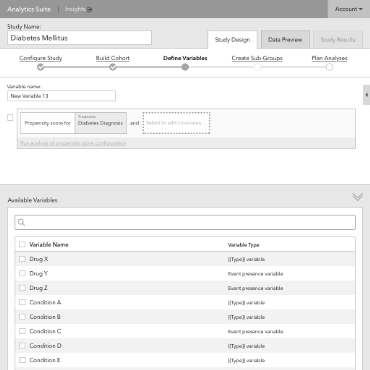 Analytics Suite | Insights
Account
Study Name:
Diabetes Mellitus
Study Design
Data Preview
Study Results
Configure Study
Build Cohort
Define Variables
Create Sub-Groups
Plan Analyses
Variable name:
New Variable 13
Propensity score for
Diabetes Diagnosis
and
Select to add covariates...
Run analysis of propensity score configuration
Available Variables
Variable Name
Variable Type
Drug X
{{Type}} variable
Drug Y
Event presence variable
Drug Z
Event presence variable
Condition A
{{Type}} variable
Condition B
{{Type}} variable
Condition C
Event presence variable
Condition D
{{Type}} variable
Condition E
{{Type}} variable